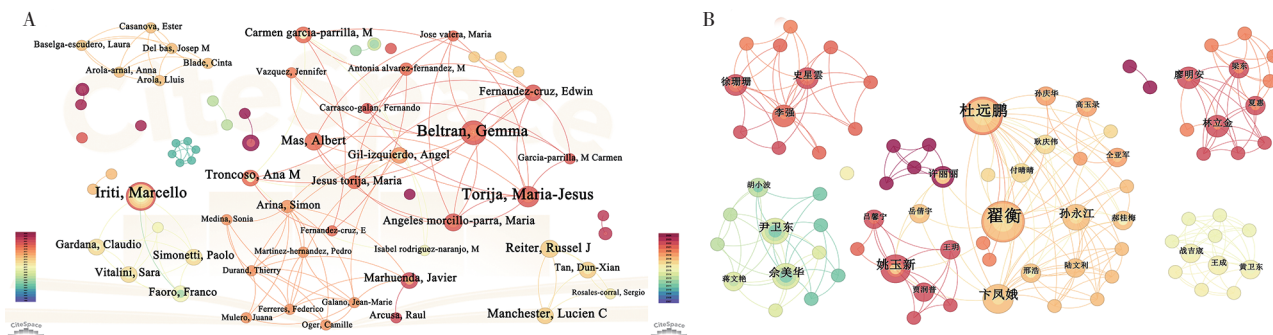 A
Casanova, Ester
Baselga-escudero, Laura
Del bas, Josep M
Blade, Cinta
Arola-arnal, Anna
Arola, Lluis
Carmen garcia-parrilla, M
Jose valera, Maria
Vazquez, Jennifer
Antonia alvarez-fernandez, M
Fernandez-cruz, Edwin
Carrasco-galan, Fernando
Beltran, Gemma
Mas, Albert
Gil-izquierdo, Angel
Garcia-parrilla, M Carmen
Troncoso, Ana M
Jesus torija, Maria
Iriti, Marcello
Torija, Maria-Jesus
Arina, Simon
Medina, Sonia
Angeles morcillo-parra, Maria
Fernandez-cruz, E
Gardana, Claudio
Simonetti, Paolo
Martinez-hernandez, Pedro
Isabel rodriguez-naranjo, M
Reiter, Russel J
Vitalini, Sara
Durand, Thierry
Tan, Dun-Xian
Marhuenda, Javier
Faoro, Franco
Rosales-corral, Sergio
Galano, Jean-Marie
Ferreres, Federico
Mulero, Juana
Arcusa, Raul
Manchester, Lucien C
Oger, Camille
CiteSpace
B
徐珊珊
史星雲
李强
廖明安
梁东
夏惠
林立金
杜远鹏
孙庆华
高玉录
耿庆伟
仝亚军
付晴晴
许丽丽
胡小波
尹卫东
蒋文艳
余美华
吕馨宁
岳倩宇
翟衡
孙永江
郝桂梅
姚玉新
王玥
贾润普
邢浩
陆文利
卞凤娥
战吉宬
王成
黄卫东
CiteSpace